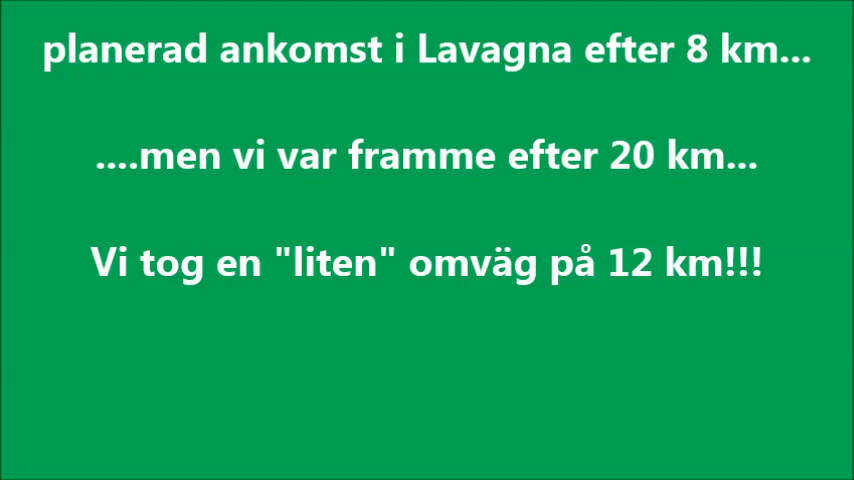 planerad ankomst i Lavagna efter 8 km...
....men vi var framme efter 20 km...
Vi tog en "liten" omväg på 12 km!!!